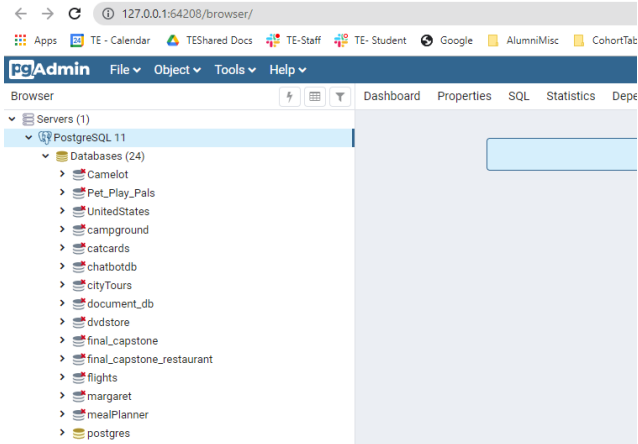 127.0.0.1:64208/browser/
Apps TE - Calendar TEShared Docs TE-Staff TE- Student Google AlumniMisc CohortTab
pgAdmin File Object Tools Help
Browser Dashboard Properties SQL Statistics Depe
Servers (1)
PostgreSQL 11
Databases (24)
Camelot
Pet_Play_Pals
UnitedStates
campground
catcards
chatbotdb
cityTours
document_db
dvdstore
final_capstone
final_capstone_restaurant
flights
margaret
mealPlanner
postgres